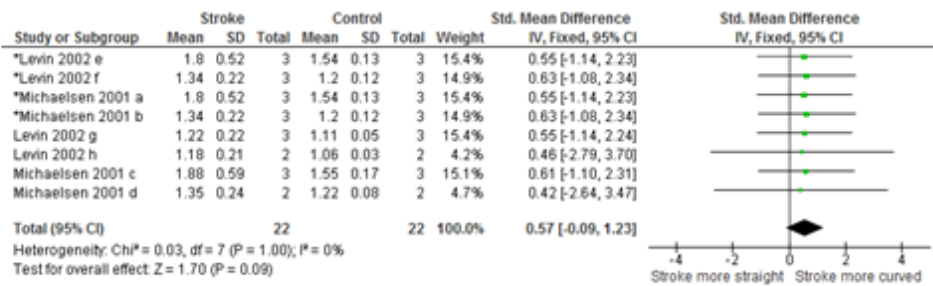 Stroke Control Std. Mean Difference Std. Mean Difference
Study or Subgroup Mean SD Total Mean SD Total Weight IV, Fixed, 95% CI IV, Fixed, 95% CI
*Levin 2002 e 1.8 0.52 3 1.54 0.13 3 15.4% 0.55 [-1.14, 2.23]
*Levin 2002 f 1.34 0.22 3 1.2 0.12 3 14.9% 0.63 [-1.08, 2.34]
*Michaelsen 2001 a 1.8 0.52 3 1.54 0.13 3 15.4% 0.55 [-1.14, 2.23]
*Michaelsen 2001 b 1.34 0.22 3 1.2 0.12 3 14.9% 0.63 [-1.08, 2.34]
Levin 2002 g 1.22 0.22 3 1.11 0.05 3 15.4% 0.55 [-1.14, 2.24]
Levin 2002 h 1.18 0.21 2 1.06 0.03 2 4.2% 0.46 [-2.79, 3.70]
Michaelsen 2001 c 1.88 0.59 3 1.55 0.17 3 15.1% 0.61 [-1.10, 2.31]
Michaelsen 2001 d 1.35 0.24 2 1.22 0.08 2 4.7% 0.42 [-2.64, 3.47]
Total (95% CI) 22 22 100.0% 0.57 [-0.09, 1.23]
Heterogeneity: Chi² = 0.03, df = 7 (P = 1.00); I² = 0%
Test for overall effect: Z = 1.70 (P = 0.09)
-4 -2 0 2 4
Stroke more straight Stroke more curved